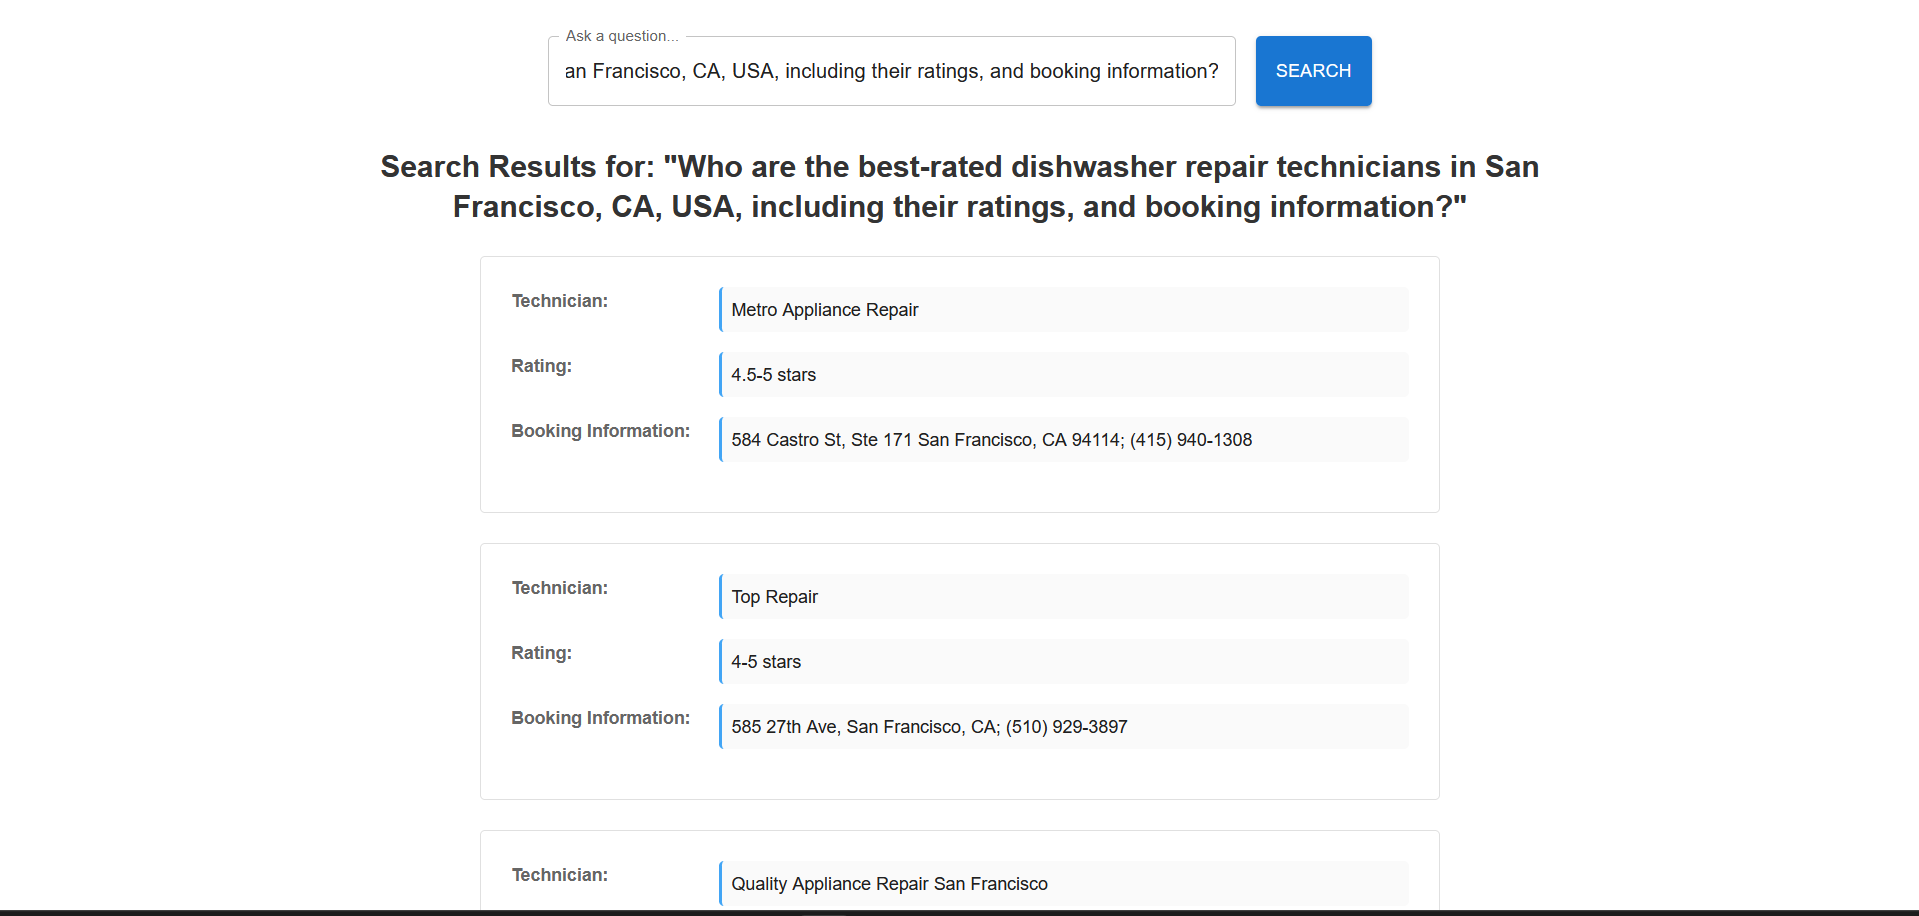 Ask a question...
an Francisco, CA, USA, including their ratings, and booking information?
SEARCH
Search Results for: "Who are the best-rated dishwasher repair technicians in San
Francisco, CA, USA, including their ratings, and booking information?"
Technician:
Metro Appliance Repair
Rating:
4.5-5 stars
Booking Information:
584 Castro St, Ste 171 San Francisco, CA 94114; (415) 940-1308
Technician:
Top Repair
Rating:
4-5 stars
Booking Information:
585 27th Ave, San Francisco, CA; (510) 929-3897
Technician:
Quality Appliance Repair San Francisco